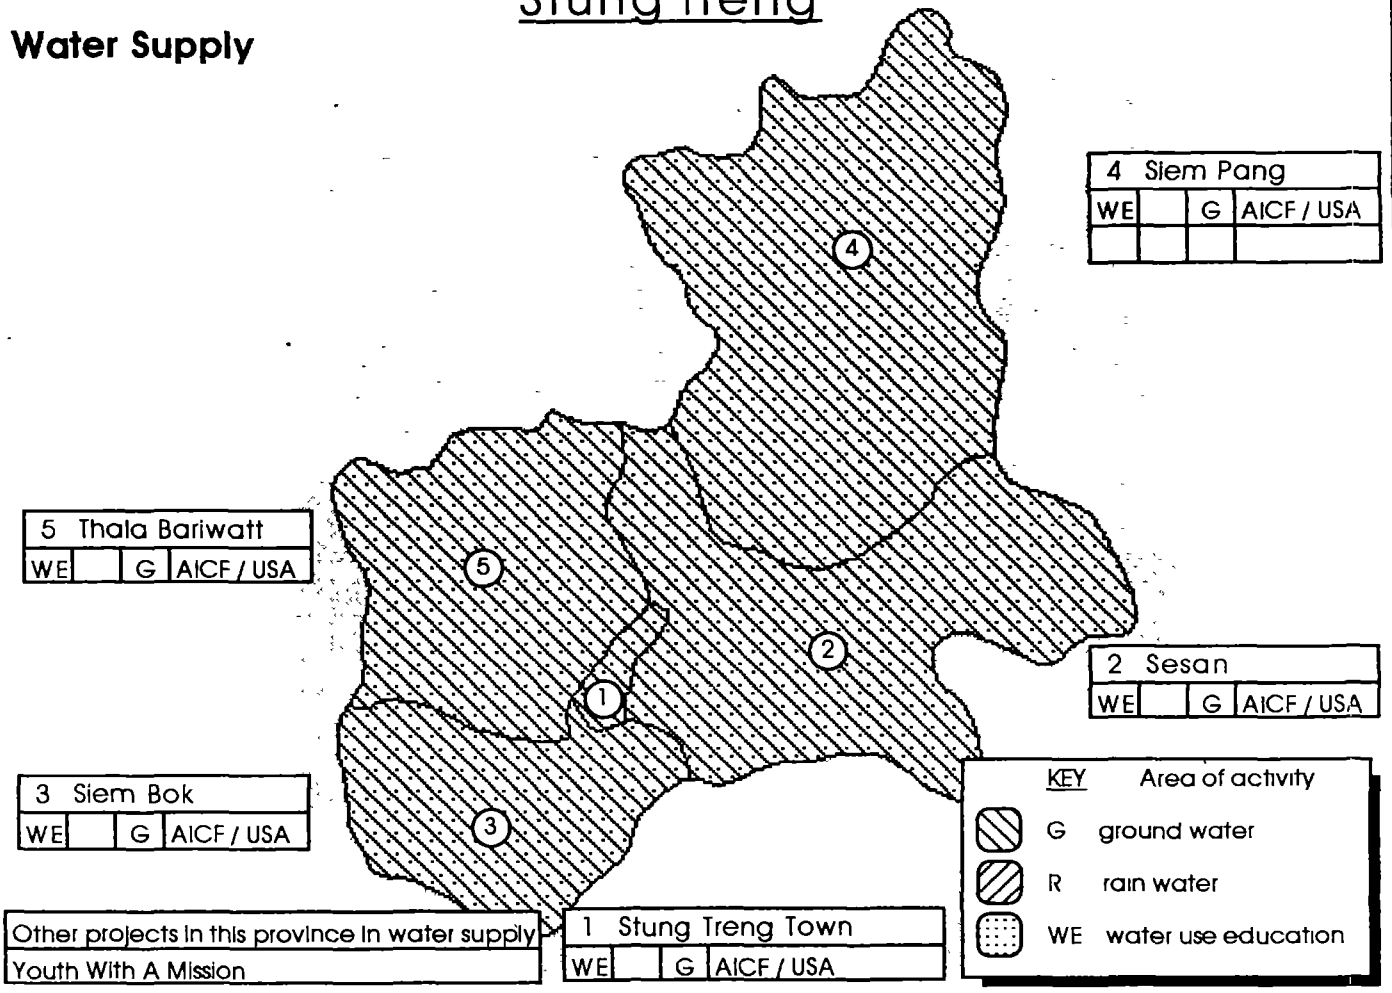 Stung Treng
Water Supply
4 Siem Pang
WE G AICF / USA
4
5 Thala Bariwatt
WE G AICF / USA
5
2
2 Sesan
WE G AICF / USA
1
3 Siem Bok
WE G AICF / USA
3
KEY Area of activity
G ground water
R rain water
WE water use education
Other projects in this province in water supply
Youth With A Mission
1 Stung Treng Town
WE G AICF / USA